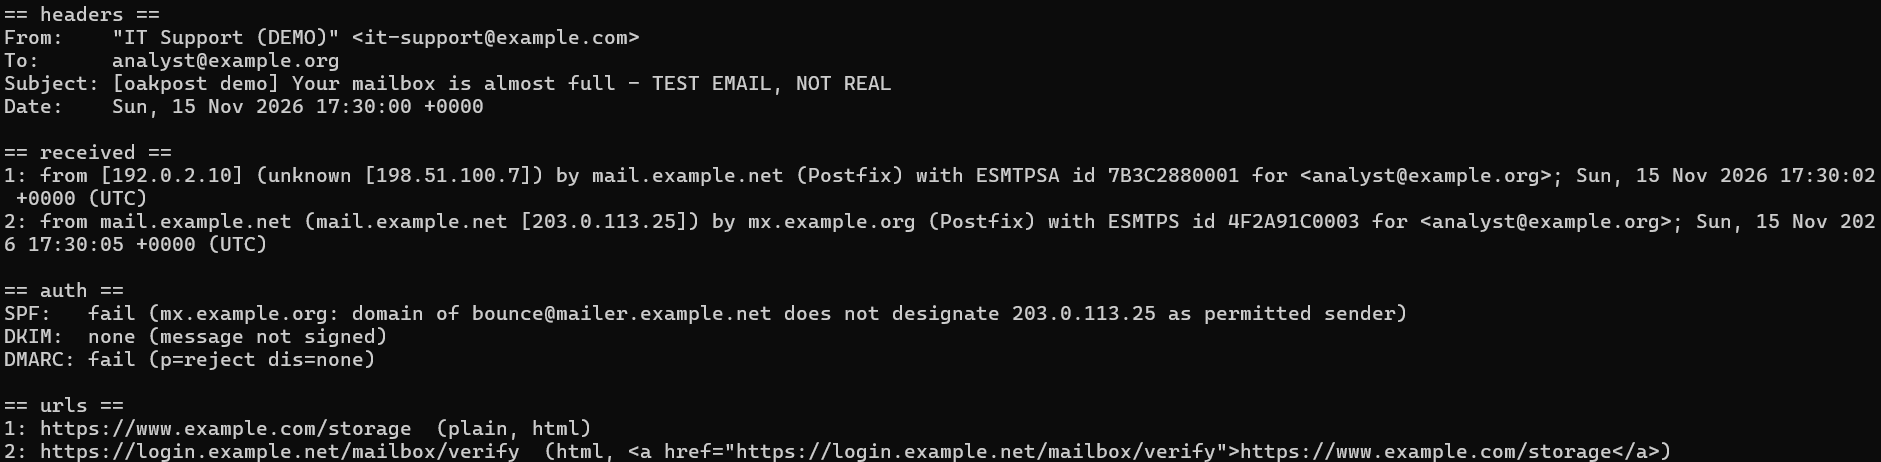 == headers ==
From:    "IT Support (DEMO)" <it-support@example.com>
To:      analyst@example.org
Subject: [oakpost demo] Your mailbox is almost full - TEST EMAIL, NOT REAL
Date:    Sun, 15 Nov 2026 17:30:00 +0000

== received ==
1: from [192.0.2.10] (unknown [198.51.100.7]) by mail.example.net (Postfix) with ESMTPSA id 7B3C2880001 for <analyst@example.org>; Sun, 15 Nov 2026 17:30:02
 +0000 (UTC)
2: from mail.example.net (mail.example.net [203.0.113.25]) by mx.example.org (Postfix) with ESMTPS id 4F2A91C0003 for <analyst@example.org>; Sun, 15 Nov 202
6 17:30:05 +0000 (UTC)

== auth ==
SPF:   fail (mx.example.org: domain of bounce@mailer.example.net does not designate 203.0.113.25 as permitted sender)
DKIM:  none (message not signed)
DMARC: fail (p=reject dis=none)

== urls ==
1: https://www.example.com/storage  (plain, html)
2: https://login.example.net/mailbox/verify  (html, <a href="https://login.example.net/mailbox/verify">https://www.example.com/storage</a>)